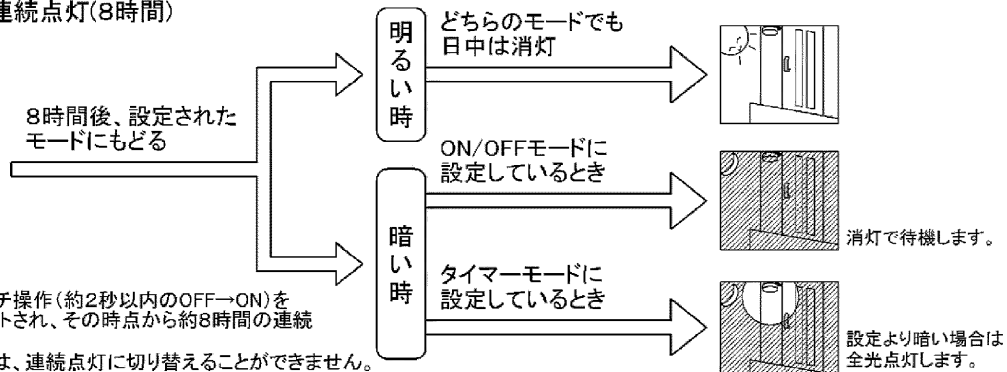 連続点灯(8時間)
8時間後、設定された
モードにもどる
明るい時
どちらのモードでも
日中は消灯
暗い時
ON/OFFモードに
設定しているとき
消灯で待機します。
タイマーモードに
設定しているとき
設定より暗い場合は
全光点灯します。
チ操作(約2秒以内のOFF→ON)を
トされ、その時点から約8時間の連続
は、連続点灯に切り替えることができません。